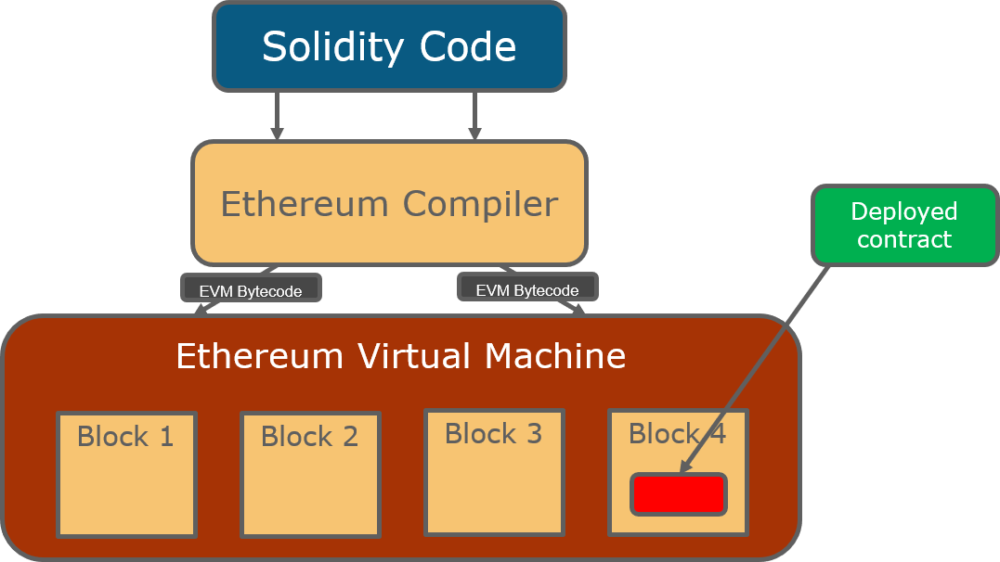 Solidity Code
Ethereum Compiler
Deployed
contract
EVM Bytecode
EVM Bytecode
Ethereum Virtual Machine
Block 1
Block 2
Block 3
Block 4